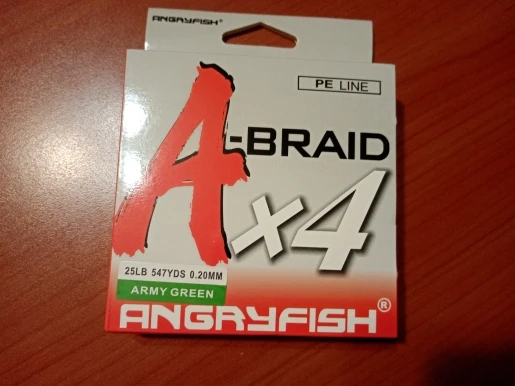 ANGRYFISH®
PE LINE
A-BRAID
x4
25LB 547YDS 0.20MM
ARMY GREEN
ANGRYFISH®